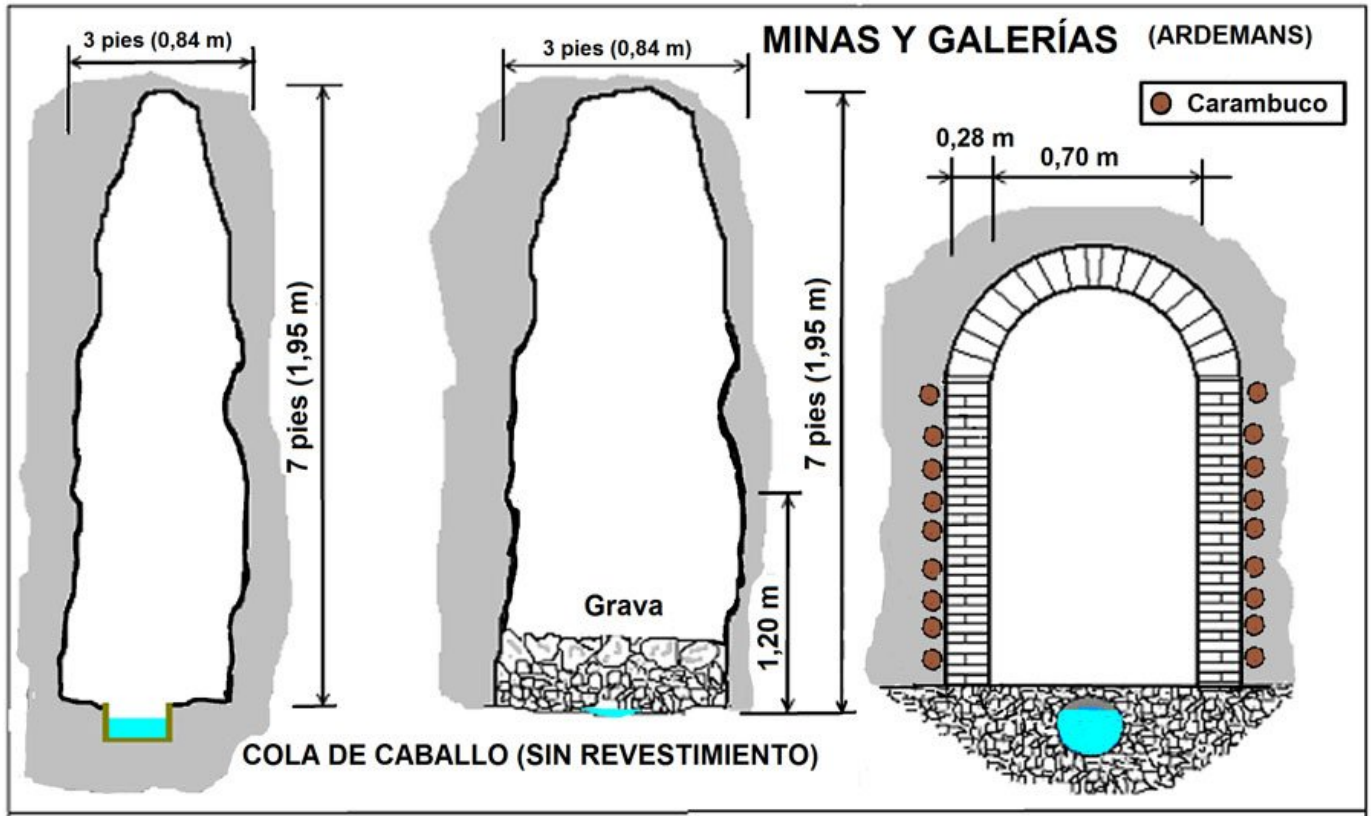 3 pies (0,84 m)
3 pies (0,84 m)
MINAS Y GALERÍAS (ARDEMANS)
Carambuco
0,28 m
0,70 m
7 pies (1,95 m)
7 pies (1,95 m)
1,20 m
Grava
COLA DE CABALLO (SIN REVESTIMIENTO)